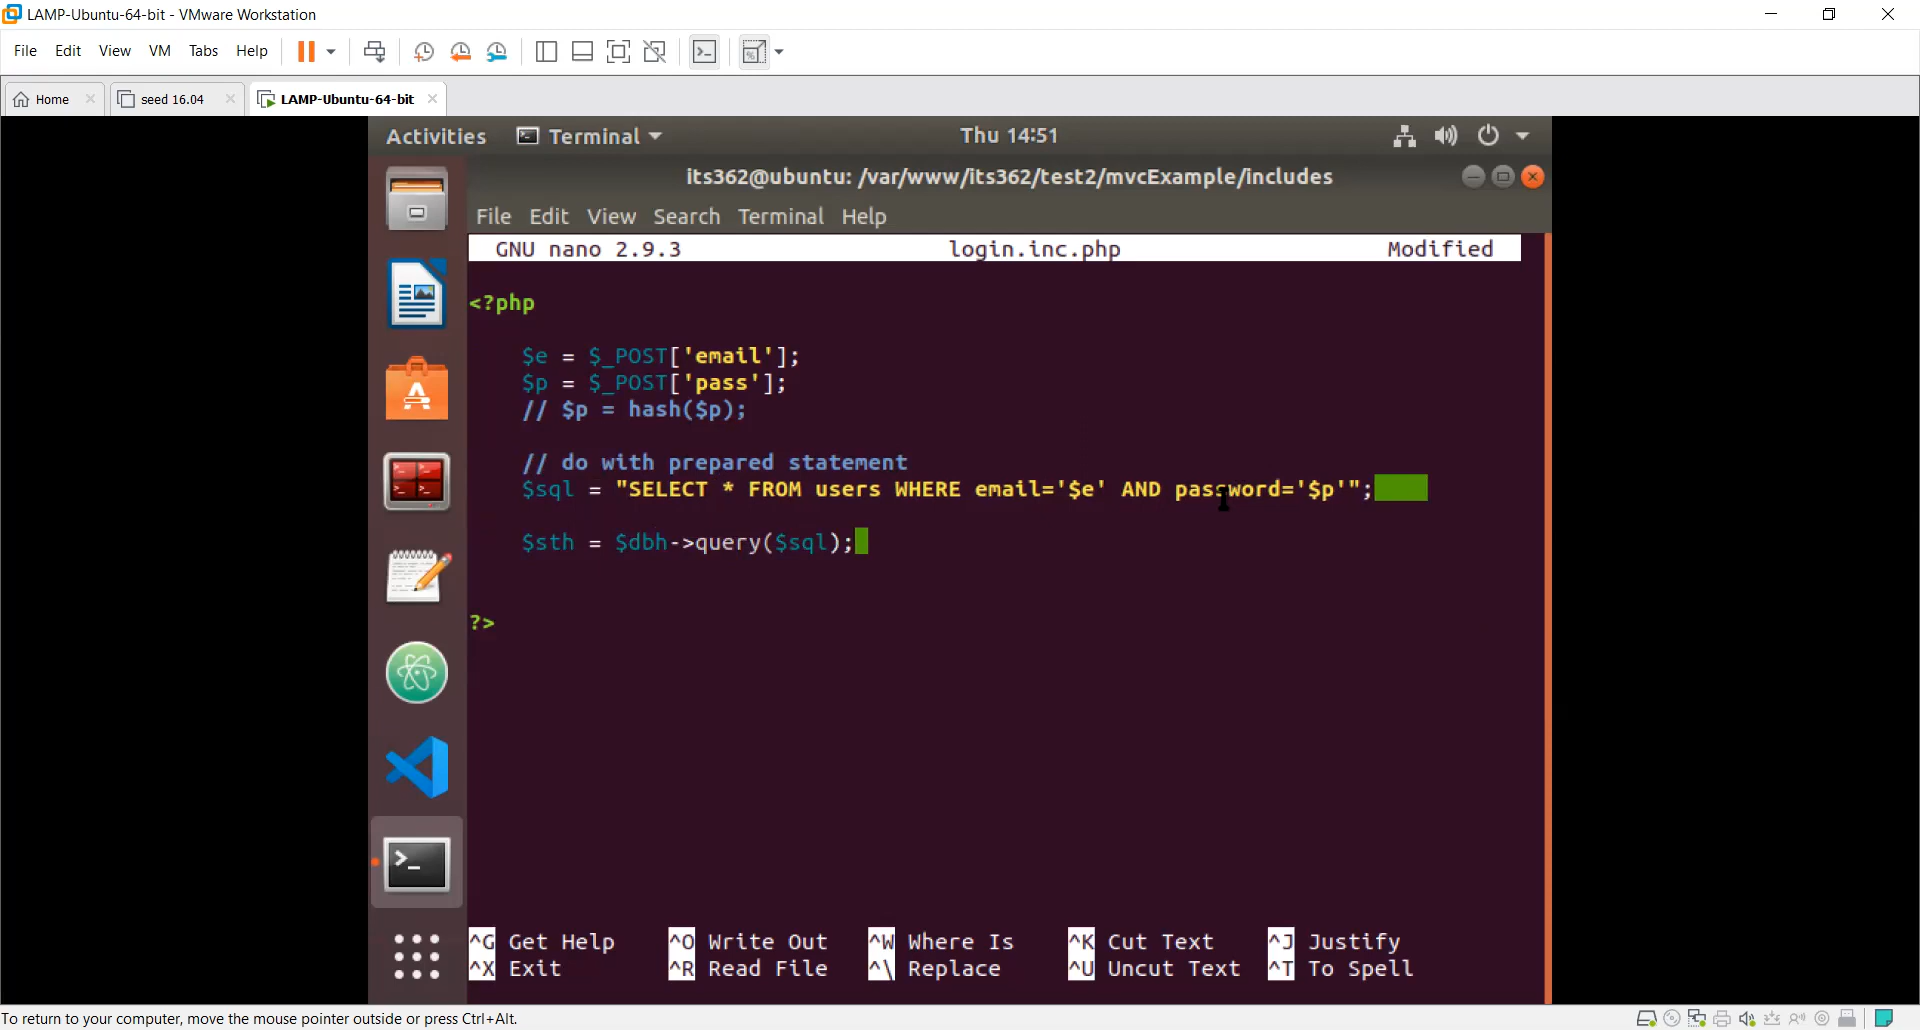 LAMP-Ubuntu-64-bit - VMware Workstation
File Edit View VM Tabs Help
Home seed 16.04 LAMP-Ubuntu-64-bit
Activities Terminal Thu 14:51
its362@ubuntu: /var/www/its362/test2/mvcExample/includes
File Edit View Search Terminal Help
GNU nano 2.9.3 login.inc.php Modified
<?php
$e = $_POST['email'];
$p = $_POST['pass'];
// $p = hash($p);
// do with prepared statement
$sql = "SELECT * FROM users WHERE email='$e' AND password='$p'";
$sth = $dbh->query($sql);
?>
^G Get Help ^O Write Out ^W Where Is ^K Cut Text ^J Justify
^X Exit ^R Read File ^\ Replace ^U Uncut Text ^T To Spell
To return to your computer, move the mouse pointer outside or press Ctrl+Alt.